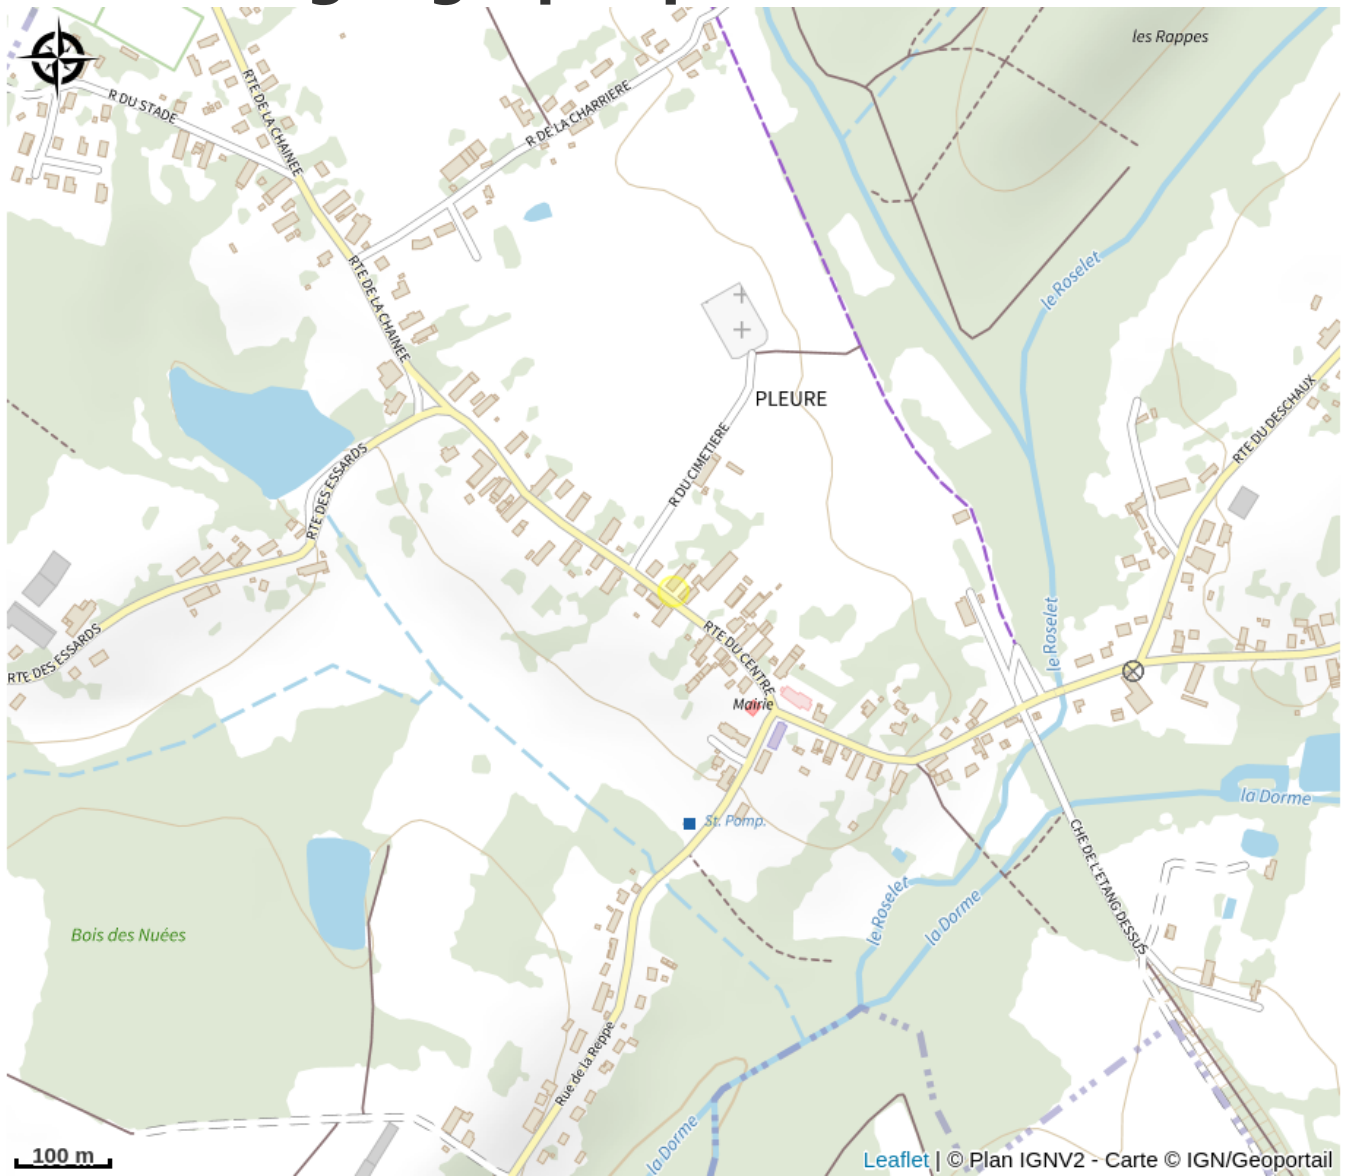 les Rappes
R DU STADE
RTE DE LA CHAINEE
R DE LA CHARRIERE
le Roselet
RTE DE LA CHAINEE
PLEURE
RTE DU DESCHAUX
R DU CIMETIERE
RTE DES ESSARDS
le Roselet
RTE DES ESSARDS
RTE DU CENTRE
Mairie
la Dorme
St. Pomp.
CHE DE L'ETANG DESSUS
le Roselet
la Dorme
Bois des Nuées
Rue de la Reppe
la Dorme
100 m
Leaflet | © Plan IGNV2 - Carte © IGN/Geoportail